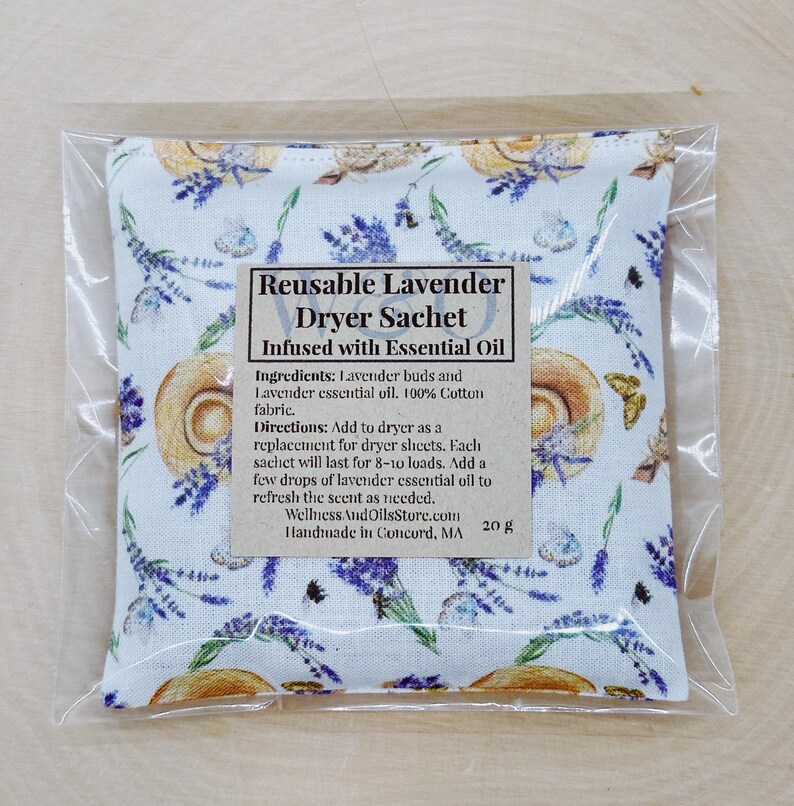 W&O
Reusable Lavender
Dryer Sachet
Infused with Essential Oil
Ingredients: Lavender buds and
Lavender essential oil. 100% Cotton
fabric.
Directions: Add to dryer as a
replacement for dryer sheets. Each
sachet will last for 8-10 loads. Add a
few drops of lavender essential oil to
refresh the scent as needed.
WellnessAndOilsStore.com
Handmade in Concord, MA 20 g